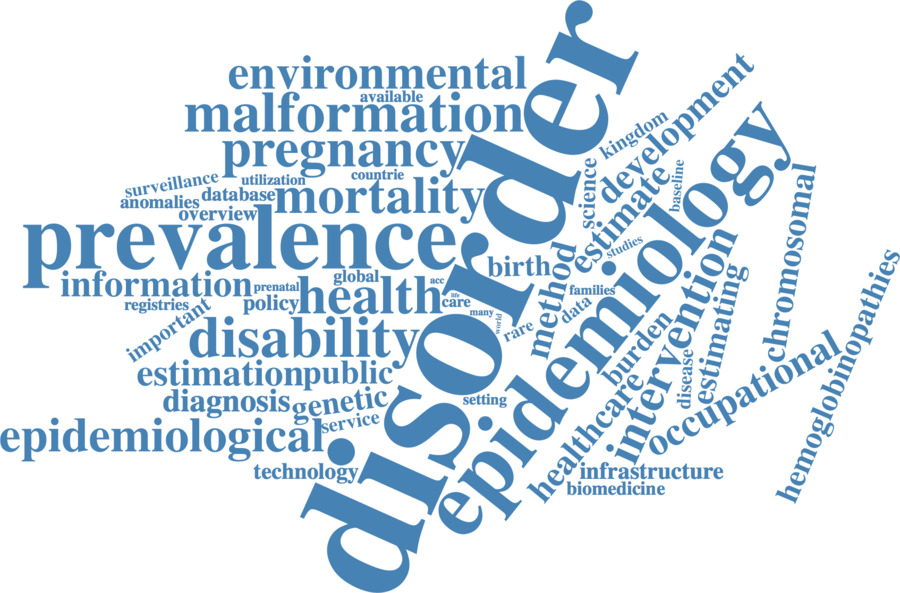 environmental
available
malformation
pregnancy
countrie
surveillance
utilization
anomalies
database
mortality
overview
prevalence
information
prenatal
global
acc
registries
policy
health
life
care
many
world
important
disability
rare
estimation
public
diagnosis
genetic
service
setting
epidemiological
technology
disorder
birth
kingdom
development
science
estimate
baseline
studies
method
families
data
epidemiology
burden
intervention
disease
estimating
chromosomal
healthcare
occupational
hemoglobinopathies
infrastructure
biomedicine